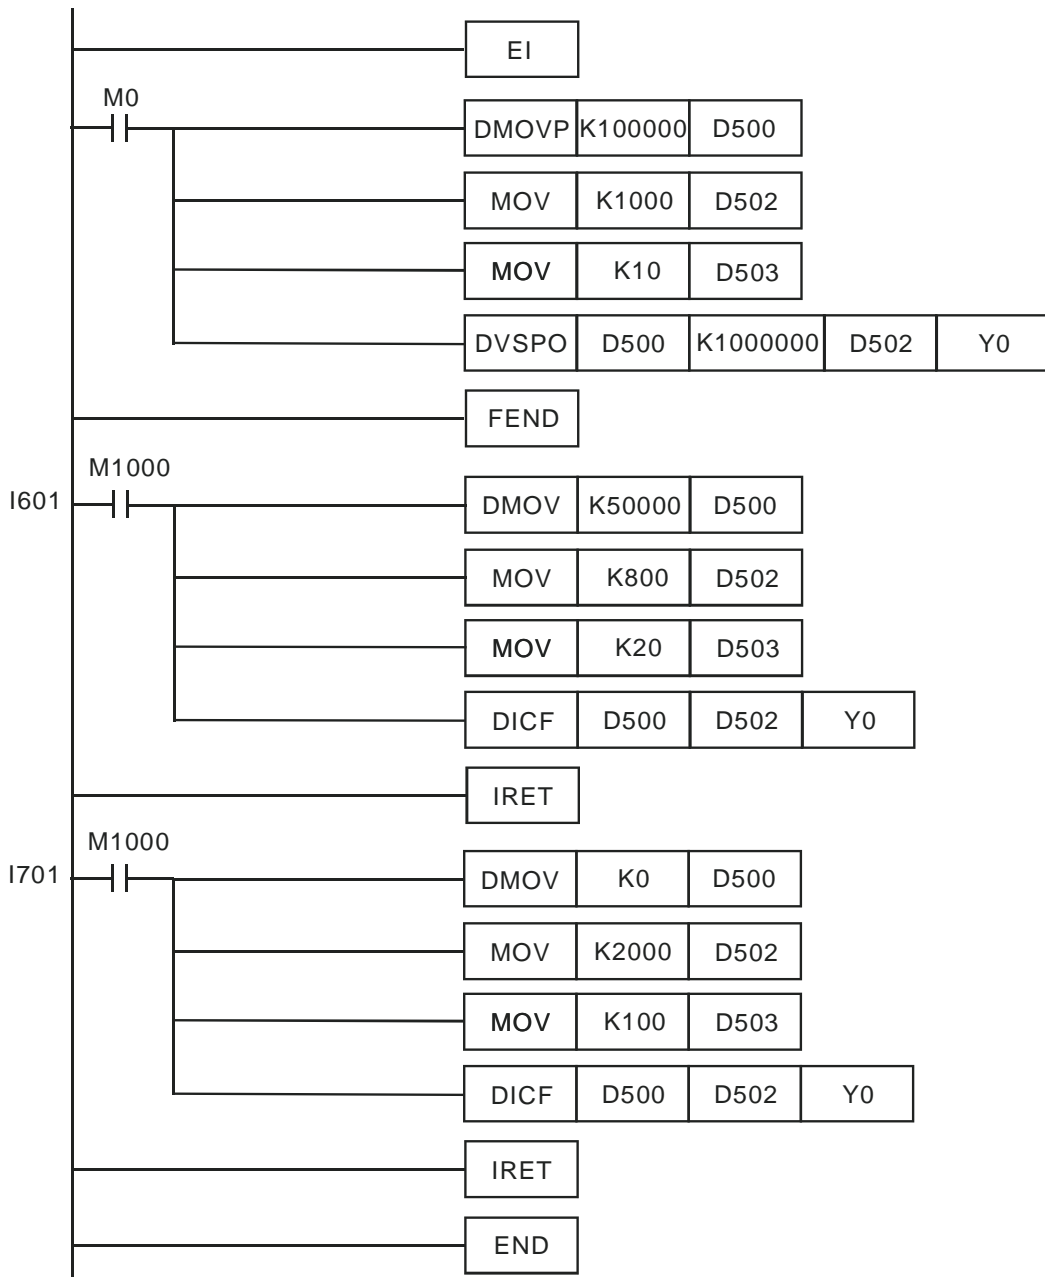 EI
M0
DMOVP K100000 D500
MOV K1000 D502
MOV K10 D503
DVSPO D500 K1000000 D502 Y0
FEND
M1000
I601
DMOV K50000 D500
MOV K800 D502
MOV K20 D503
DICF D500 D502 Y0
IRET
M1000
I701
DMOV K0 D500
MOV K2000 D502
MOV K100 D503
DICF D500 D502 Y0
IRET
END